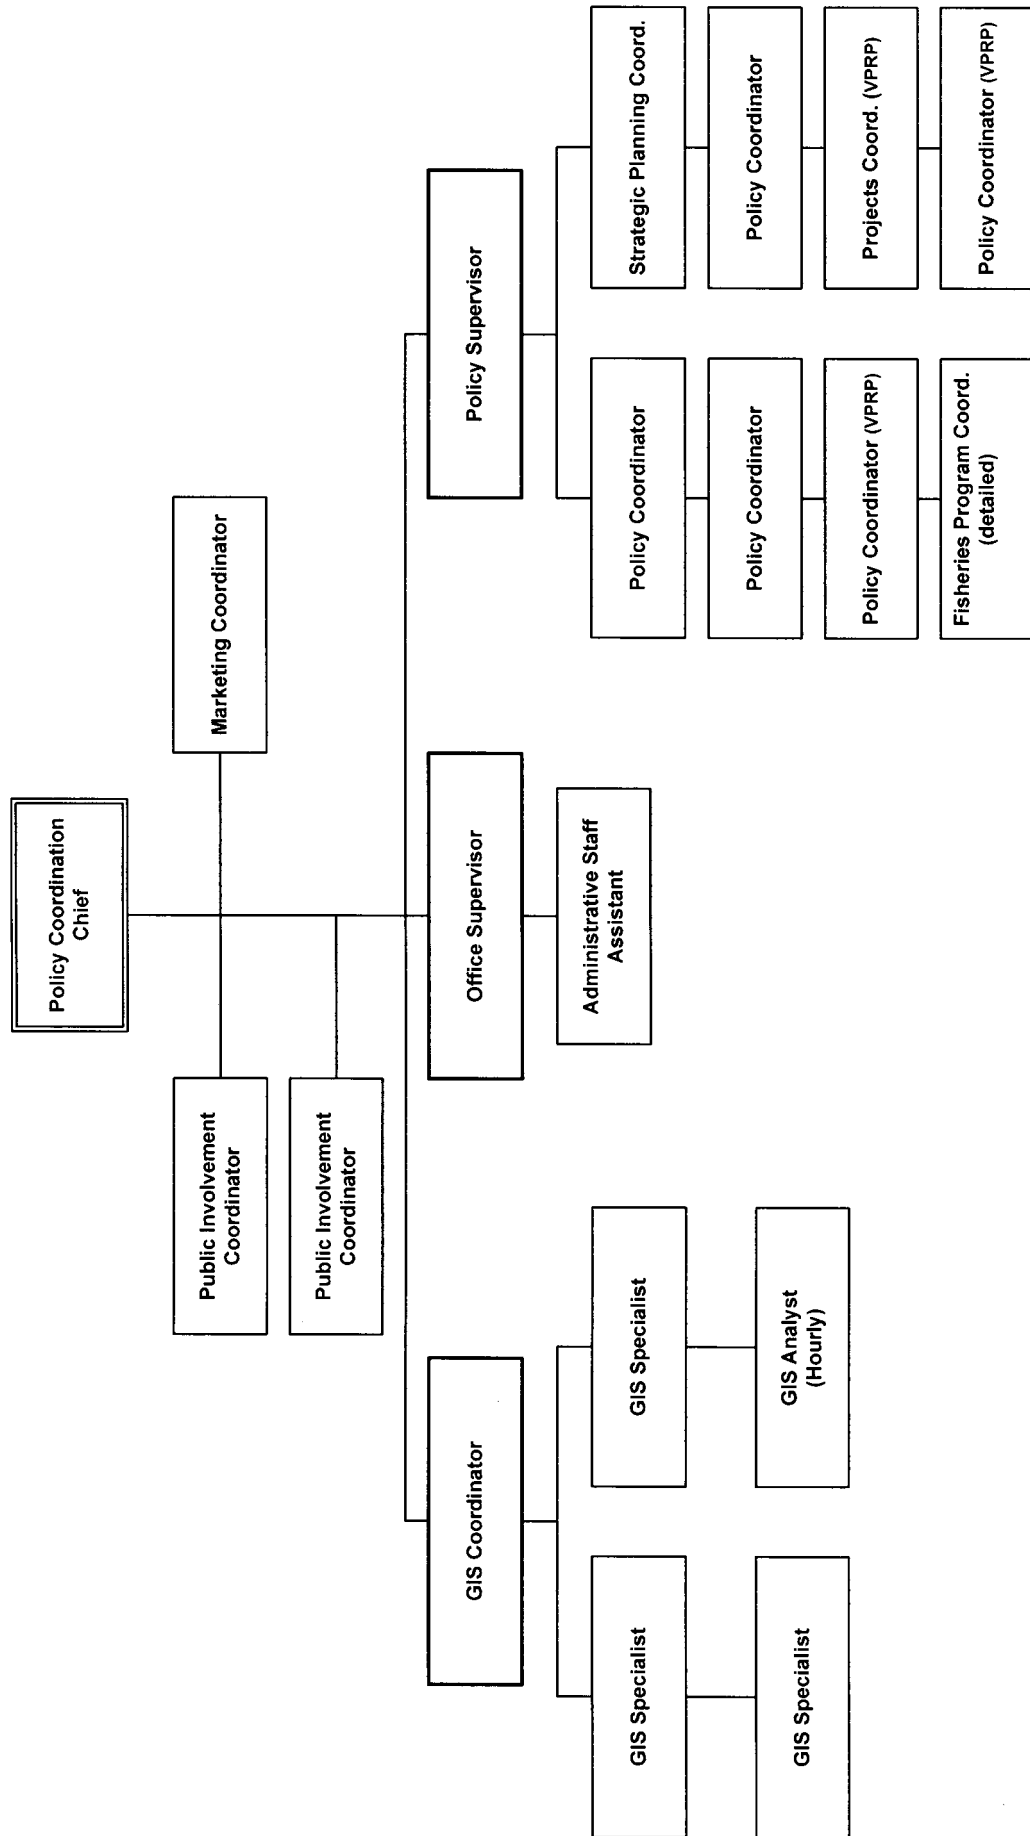 Policy Coordination
Chief
Public Involvement
Coordinator
Marketing Coordinator
Public Involvement
Coordinator
GIS Coordinator
Office Supervisor
Policy Supervisor
GIS Specialist
GIS Specialist
Administrative Staff
Assistant
Policy Coordinator
Strategic Planning Coord.
Policy Coordinator
Policy Coordinator
GIS Specialist
GIS Analyst
(Hourly)
Policy Coordinator (VPRP)
Projects Coord. (VPRP)
Fisheries Program Coord.
(detailed)
Policy Coordinator (VPRP)